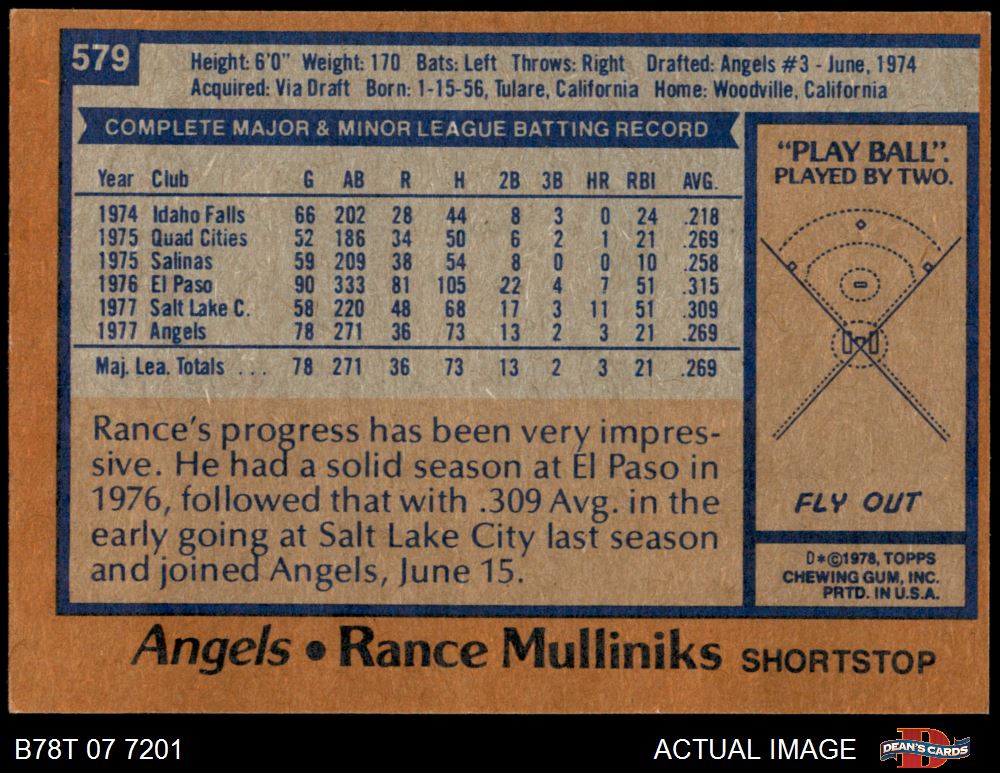 579
Height: 6'0" Weight: 170 Bats: Left Throws: Right Drafted: Angels #3 - June, 1974
Acquired: Via Draft Born: 1-15-56, Tulare, California Home: Woodville, California
COMPLETE MAJOR & MINOR LEAGUE BATTING RECORD
Year Club G AB R H 2B 3B HR RBI AVG.
1974 Idaho Falls 66 202 28 44 8 3 0 24 .218
1975 Quad Cities 52 186 34 50 6 2 1 21 .269
1975 Salinas 59 209 38 54 8 0 0 10 .258
1976 El Paso 90 333 81 105 22 4 7 51 .315
1977 Salt Lake C. 58 220 48 68 17 3 11 51 .309
1977 Angels 78 271 36 73 13 2 3 21 .269
Maj. Lea. Totals . . . 78 271 36 73 13 2 3 21 .269
Rance's progress has been very impres-
sive. He had a solid season at El Paso in
1976, followed that with .309 Avg. in the
early going at Salt Lake City last season
and joined Angels, June 15.
"PLAY BALL".
PLAYED BY TWO.
FLY OUT
D*©1978, TOPPS
CHEWING GUM, INC.
PRTD. IN U.S.A.
Angels • Rance Mulliniks SHORTSTOP
B78T 07 7201
ACTUAL IMAGE
DEAN'S CARDS